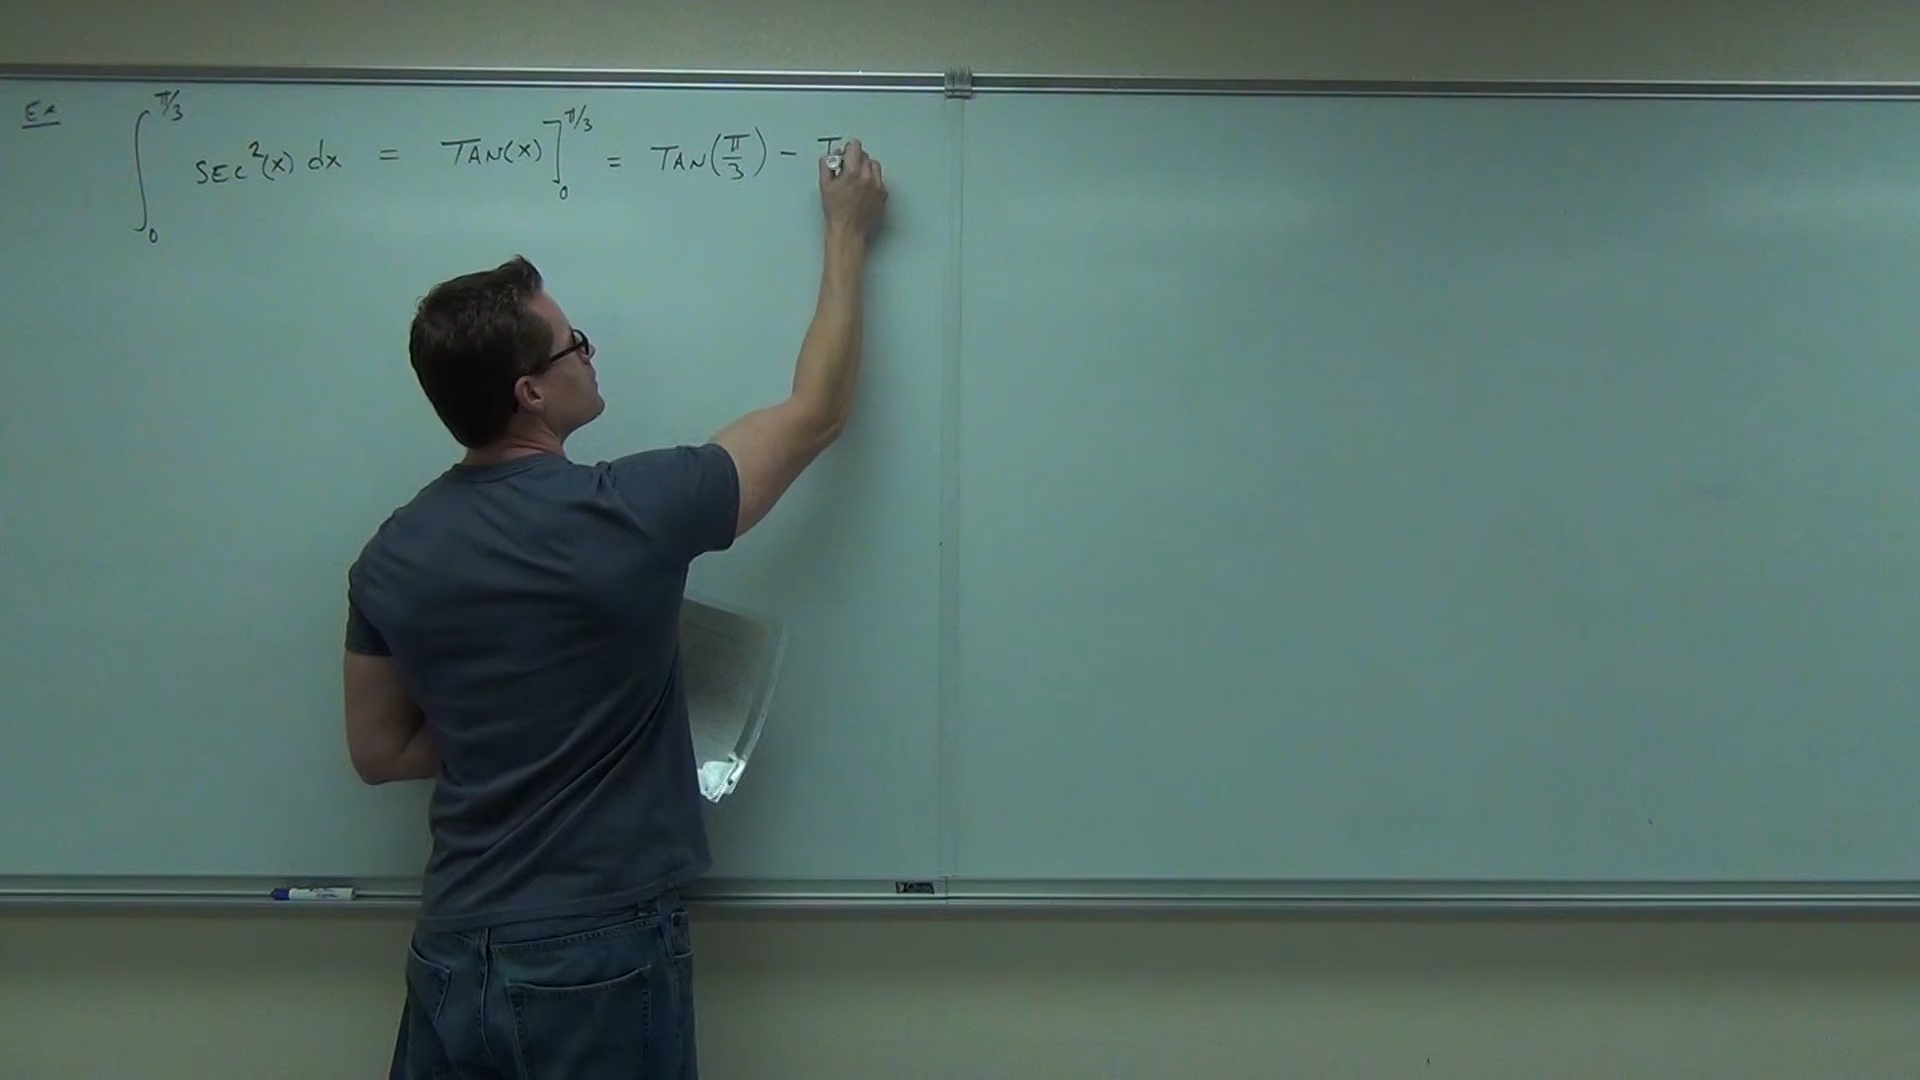 Ex ∫₀^π/3 SEC²(x) dx = TAN(x)]₀^π/3 = TAN(π/3) - T